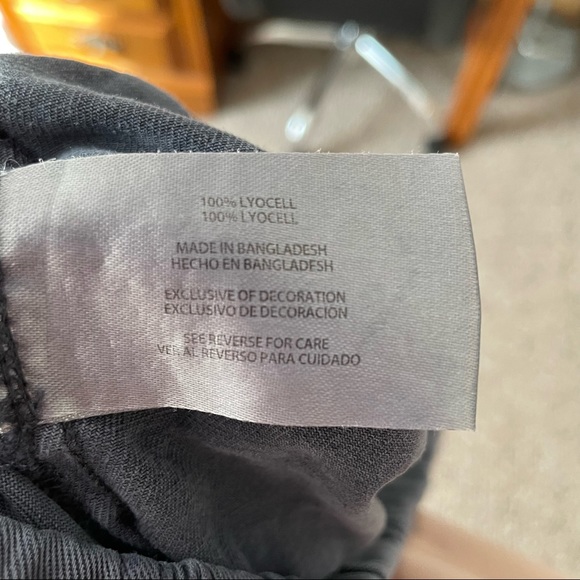 100% LYOCELL
100% LYOCELL
MADE IN BANGLADESH
HECHO EN BANGLADESH
EXCLUSIVE OF DECORATION
EXCLUSIVO DE DECORACION
SEE REVERSE FOR CARE
VER AL REVERSO PARA CUIDADO